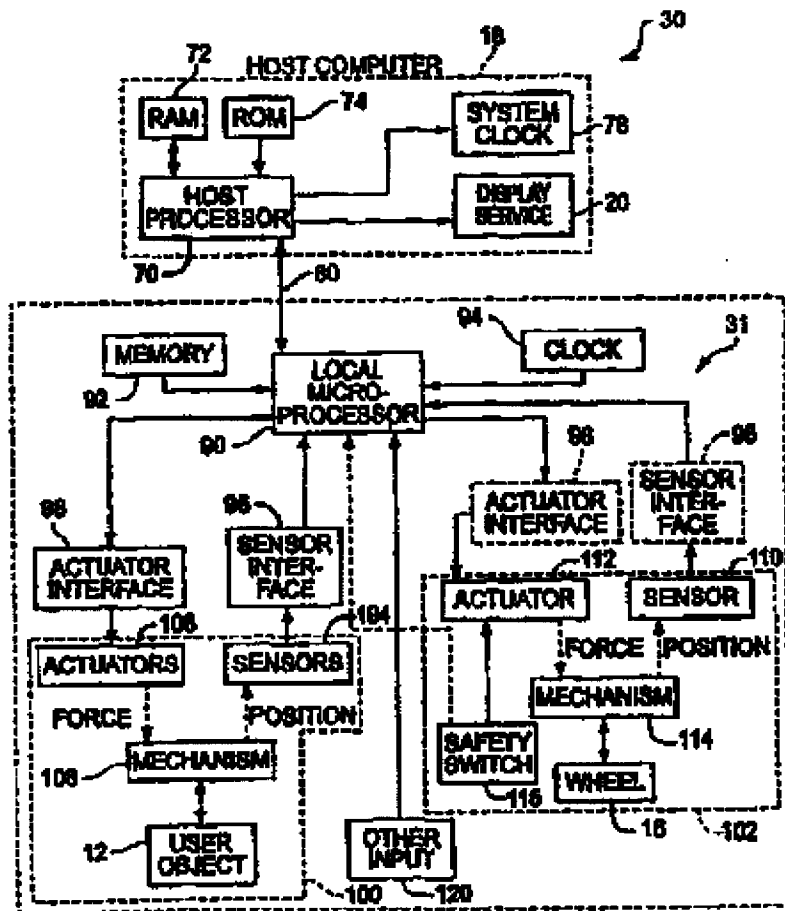 30
18
HOST COMPUTER
72
74
RAM
ROM
SYSTEM
CLOCK
78
HOST
PROCESSOR
DISPLAY
SERVICE
20
70
80
94
31
MEMORY
92
CLOCK
LOCAL
MICRO-
PROCESSOR
90
98
96
SENSOR
INTER-
FACE
ACTUATOR
INTERFACE
98
96
SENSOR
INTER-
FACE
ACTUATOR
INTERFACE
112
110
ACTUATOR
SENSOR
106
194
ACTUATORS
SENSORS
FORCE
POSITION
FORCE
POSITION
MECHANISM
114
MECHANISM
108
SAFETY
SWITCH
115
WHEEL
16
102
12
USER
OBJECT
100
OTHER
INPUT
120